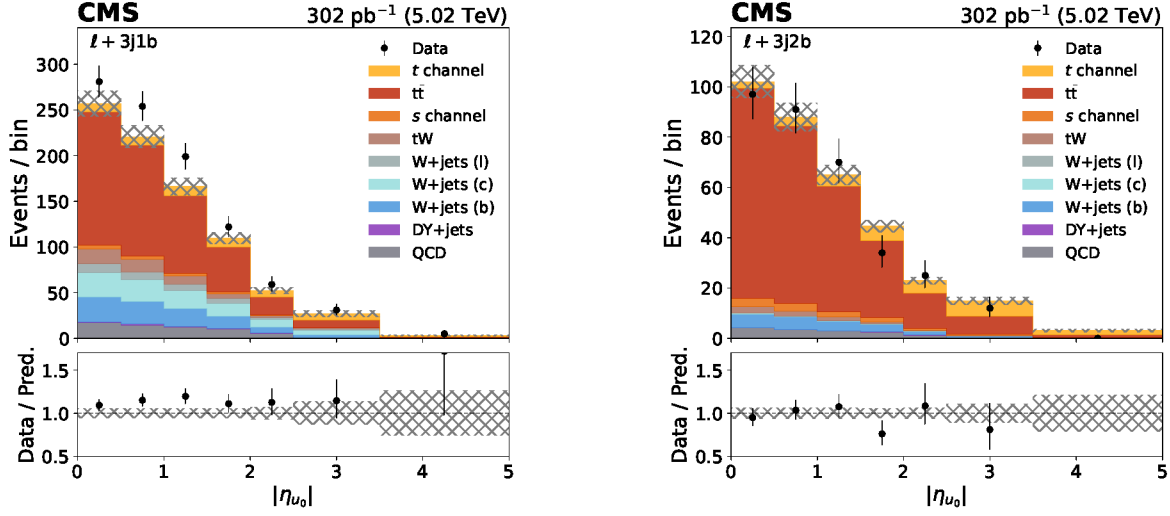 CMS 302 pb⁻¹ (5.02 TeV)
ℓ + 3j1b
Data
t channel
tt̄
s channel
tW
W+jets (l)
W+jets (c)
W+jets (b)
DY+jets
QCD
Events / bin
300
250
200
150
100
50
0
Data / Pred.
1.5
1.0
0.5
0 1 2 3 4 5
|η_{u₀}|
CMS 302 pb⁻¹ (5.02 TeV)
ℓ + 3j2b
Data
t channel
tt̄
s channel
tW
W+jets (l)
W+jets (c)
W+jets (b)
DY+jets
QCD
Events / bin
120
100
80
60
40
20
0
Data / Pred.
1.5
1.0
0.5
0 1 2 3 4 5
|η_{u₀}|